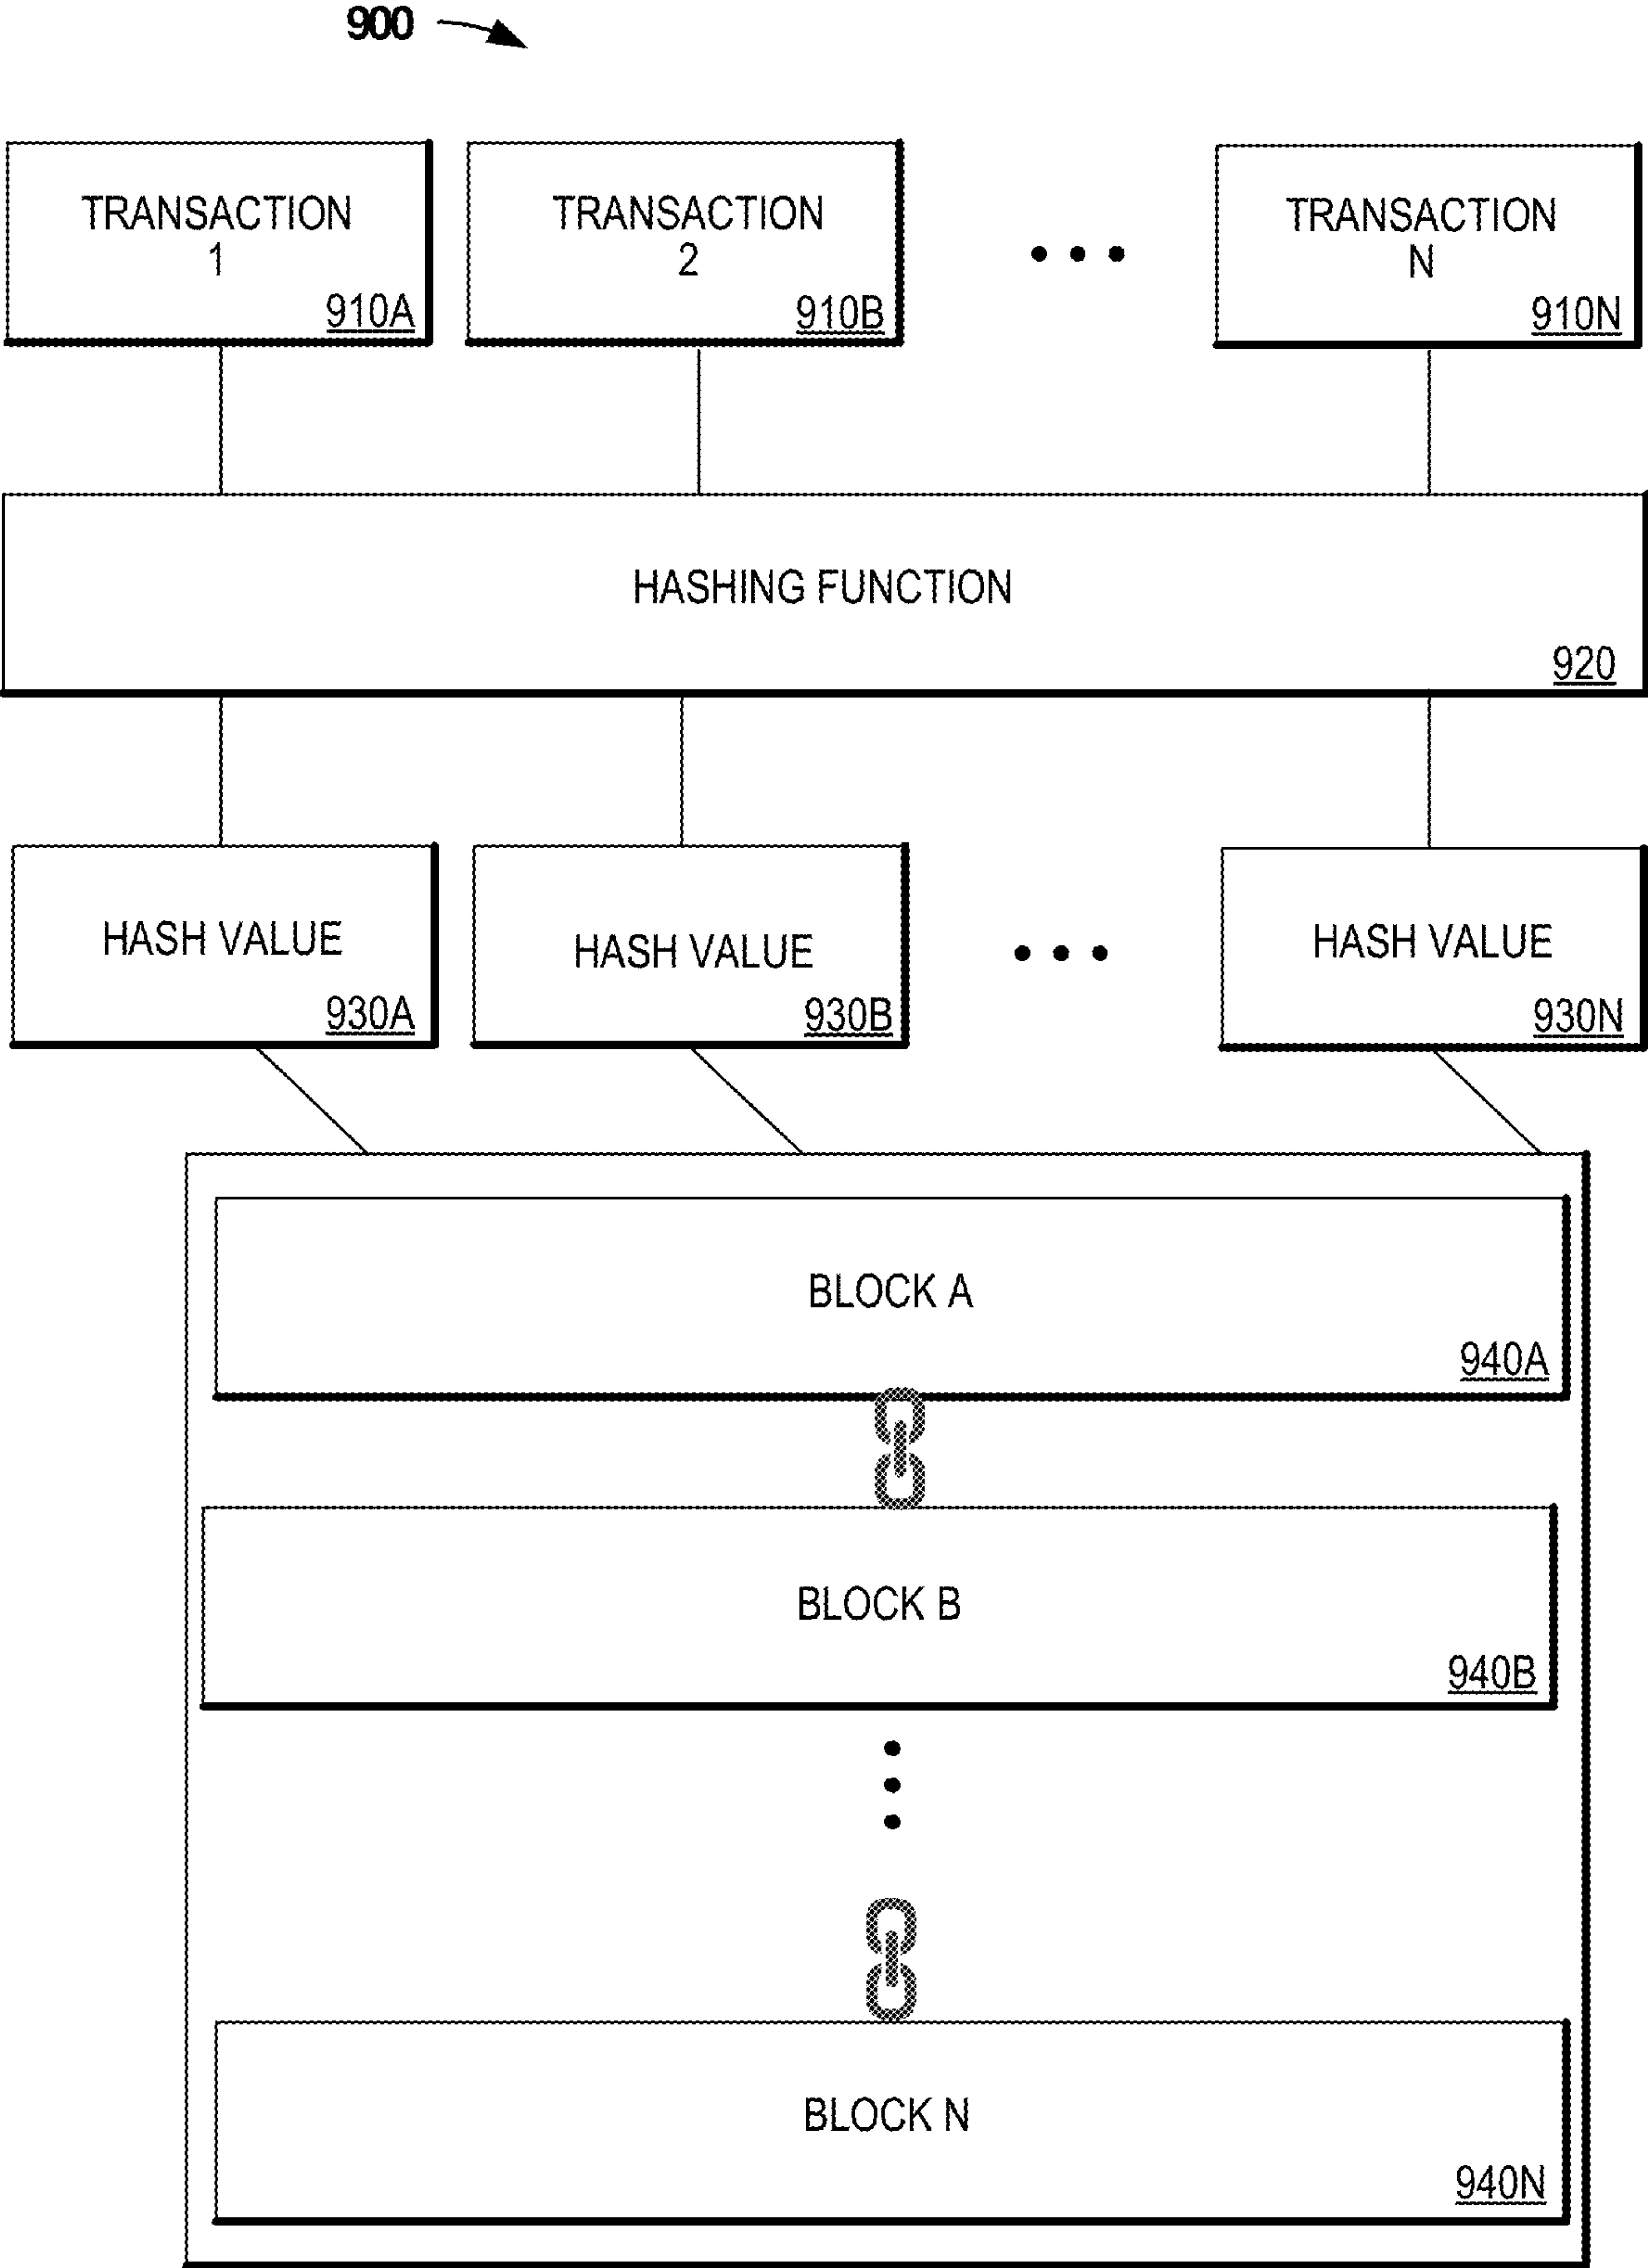 900
TRANSACTION
1
910A
TRANSACTION
2
910B
TRANSACTION
N
910N
HASHING FUNCTION
920
HASH VALUE
930A
HASH VALUE
930B
HASH VALUE
930N
BLOCK A
940A
BLOCK B
940B
BLOCK N
940N